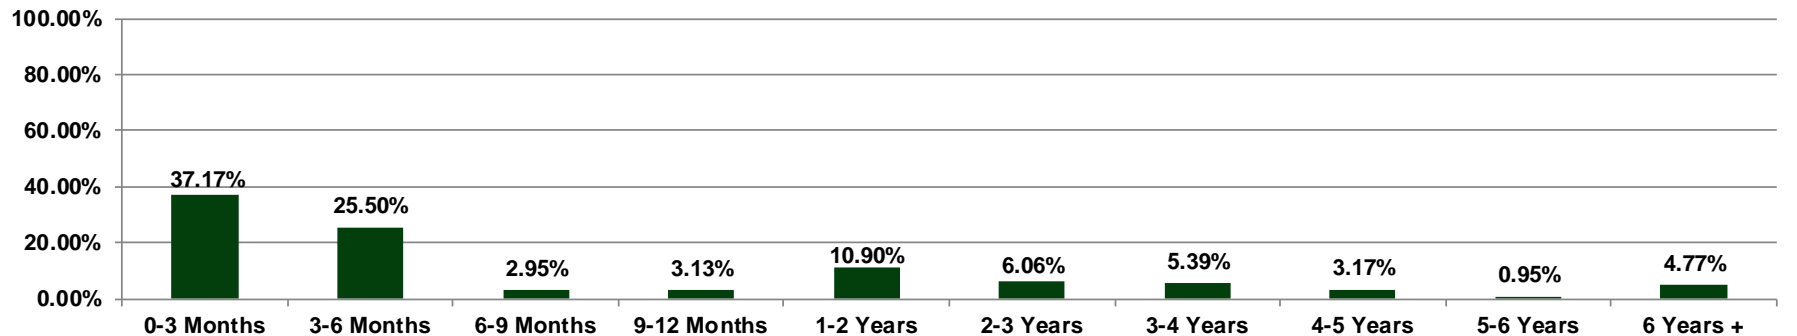 100.00%
80.00%
60.00%
40.00%
20.00%
0.00%
37.17%
25.50%
2.95%
3.13%
10.90%
6.06%
5.39%
3.17%
0.95%
4.77%
0-3 Months
3-6 Months
6-9 Months
9-12 Months
1-2 Years
2-3 Years
3-4 Years
4-5 Years
5-6 Years
6 Years +